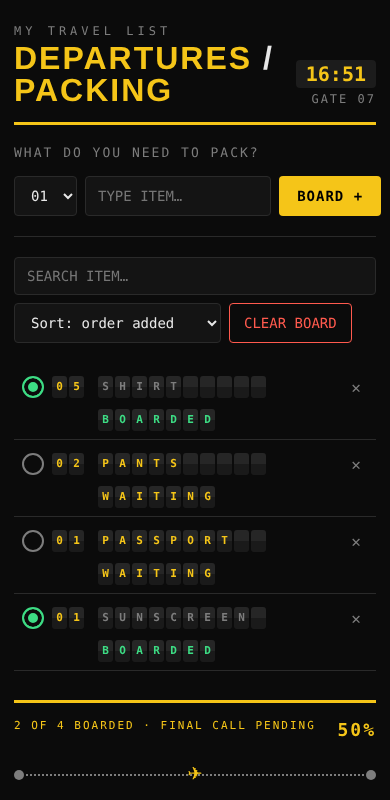 MY TRAVEL LIST
DEPARTURES /
PACKING
16:51
GATE 07
WHAT DO YOU NEED TO PACK?
01 TYPE ITEM… BOARD +
SEARCH ITEM…
Sort: order added CLEAR BOARD
05 SHIRT ×
BOARDED
02 PANTS ×
WAITING
01 PASSPORT ×
WAITING
01 SUNSCREEN ×
BOARDED
2 OF 4 BOARDED · FINAL CALL PENDING 50%